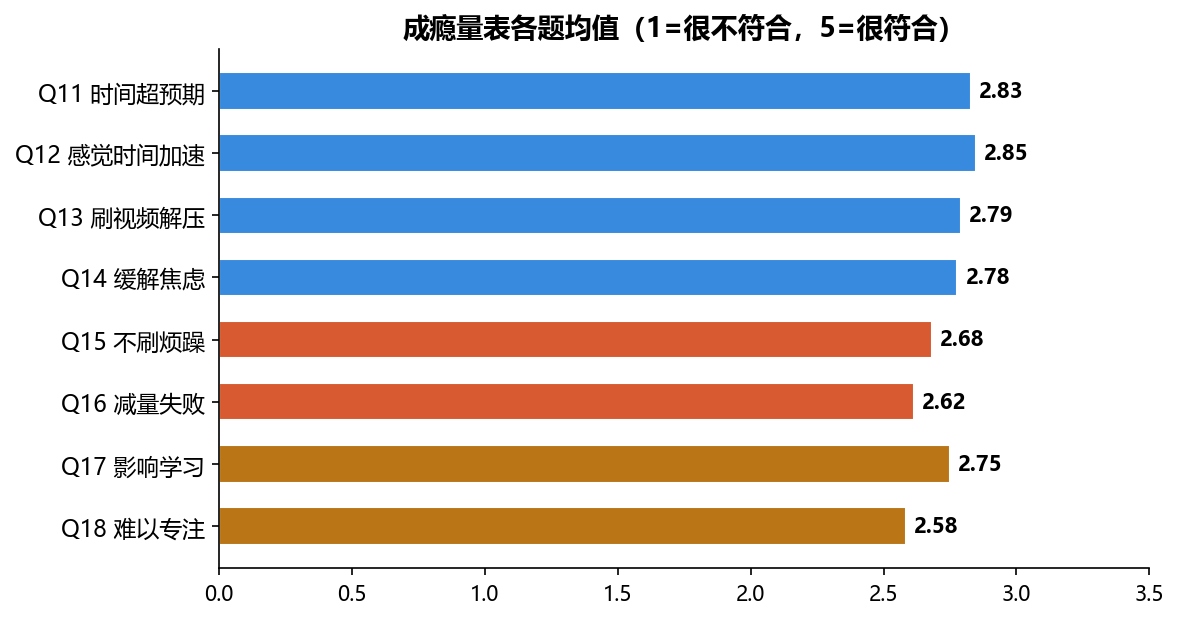 成瘾量表各题均值（1=很不符合，5=很符合）
Q11 时间超预期 2.83
Q12 感觉时间加速 2.85
Q13 刷视频解压 2.79
Q14 缓解焦虑 2.78
Q15 不刷烦躁 2.68
Q16 减量失败 2.62
Q17 影响学习 2.75
Q18 难以专注 2.58
0.0 0.5 1.0 1.5 2.0 2.5 3.0 3.5